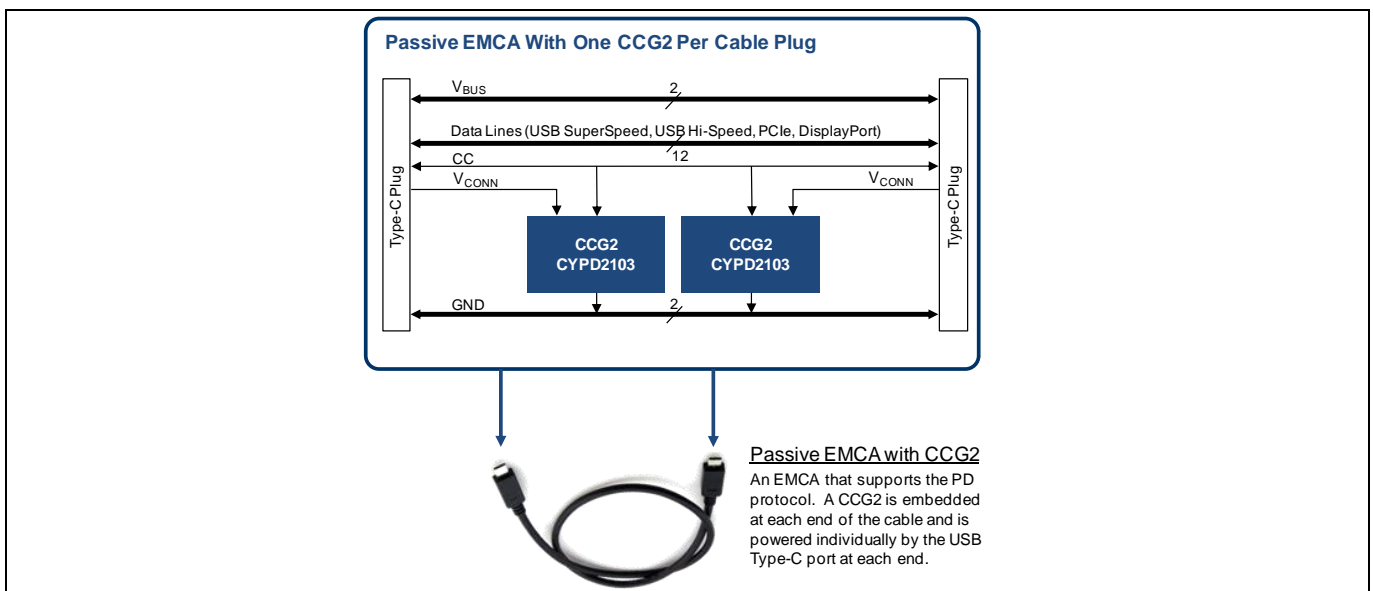 Passive EMCA With One CCG2 Per Cable Plug
VBUS
2
Data Lines (USB SuperSpeed, USB Hi-Speed, PCIe, DisplayPort)
CC
12
VCONN
VCONN
Type-C Plug
Type-C Plug
CCG2
CYPD2103
CCG2
CYPD2103
GND
2
Passive EMCA with CCG2
An EMCA that supports the PD
protocol. A CCG2 is embedded
at each end of the cable and is
powered individually by the USB
Type-C port at each end.